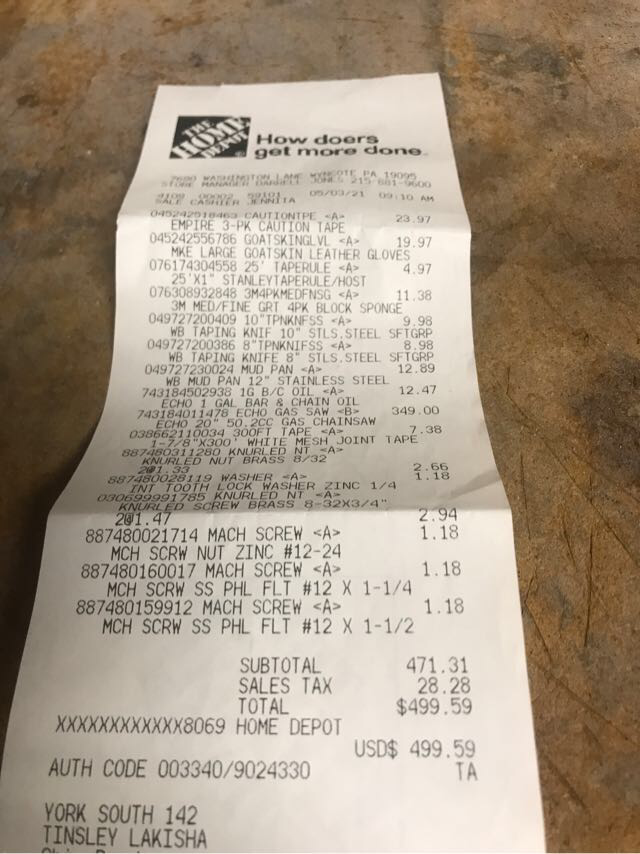 THE
HOME
DEPOT
How doers
get more done.
7690 WASHINGTON LANE WYNCOTE PA 19095
STORE MANAGER DARRELL JONES 215-881-9600
4109 00002 59101 05/03/21 09:10 AM
SALE CASHIER JENNIIA
045242518463 CAUTIONTPE <A> 23.97
EMPIRE 3-PK CAUTION TAPE
045242556786 GOATSKINGLVL <A> 19.97
MKE LARGE GOATSKIN LEATHER GLOVES
076174304558 25' TAPERULE <A> 4.97
25'X1" STANLEYTAPERULE/HOST
076308932848 3M4PKMEDFNSG <A> 11.38
3M MED/FINE GRT 4PK BLOCK SPONGE
049727200409 10"TPNKNFSS <A> 9.98
WB TAPING KNIF 10" STLS.STEEL SFTGRP
049727200386 8"TPNKNIFSS <A> 8.98
WB TAPING KNIFE 8" STLS.STEEL SFTGRP
049727230024 MUD PAN <A> 12.89
WB MUD PAN 12" STAINLESS STEEL
743184502938 1G B/C OIL <A> 12.47
ECHO 1 GAL BAR & CHAIN OIL
743184011478 ECHO GAS SAW <B> 349.00
ECHO 20" 50.2CC GAS CHAINSAW
038662110034 300FT TAPE <A> 7.38
1-7/8"X300' WHITE MESH JOINT TAPE
887480311280 KNURLED NT <A>
KNURLED NUT BRASS 8/32
2@1.33 2.66
887480028119 WASHER <A> 1.18
INT TOOTH LOCK WASHER ZINC 1/4
030699991785 KNURLED NT <A>
KNURLED SCREW BRASS 8-32X3/4"
2@1.47 2.94
887480021714 MACH SCREW <A> 1.18
MCH SCRW NUT ZINC #12-24
887480160017 MACH SCREW <A> 1.18
MCH SCRW SS PHL FLT #12 X 1-1/4
887480159912 MACH SCREW <A> 1.18
MCH SCRW SS PHL FLT #12 X 1-1/2
SUBTOTAL 471.31
SALES TAX 28.28
TOTAL $499.59
XXXXXXXXXXXX8069 HOME DEPOT
USD$ 499.59
AUTH CODE 003340/9024330 TA
YORK SOUTH 142
TINSLEY LAKISHA